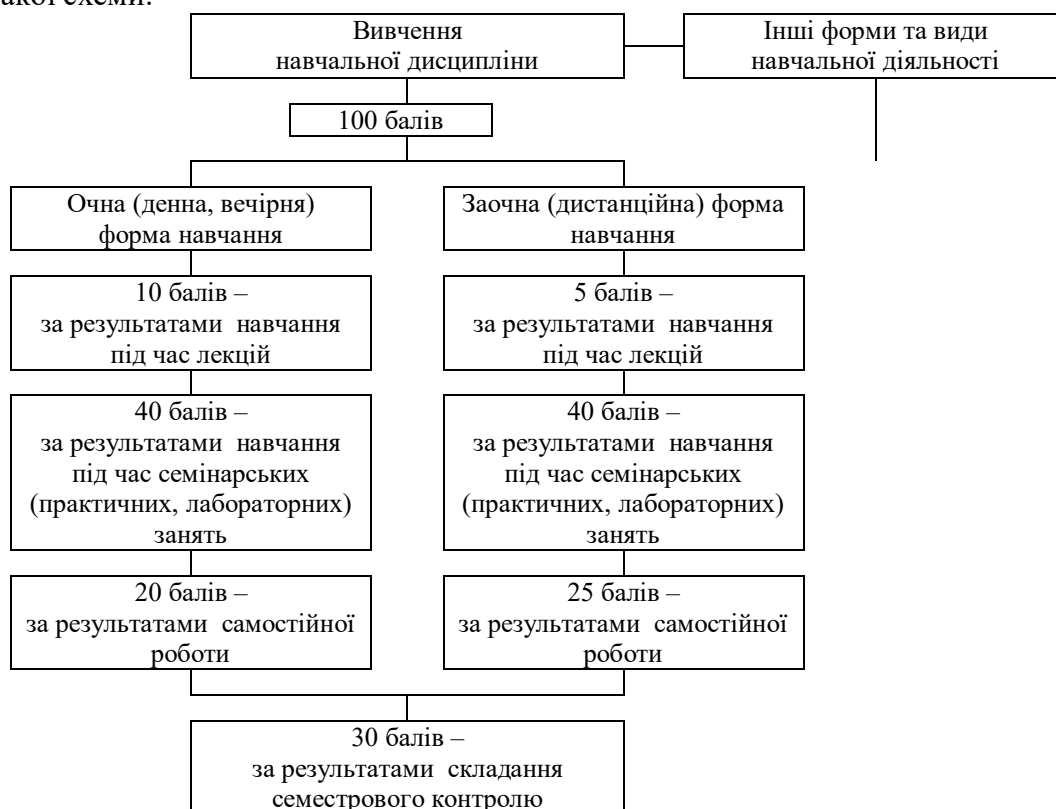 акої схеми:
Вивчення
навчальної дисципліни
Інші форми та види
навчальної діяльності
100 балів
Очна (денна, вечірня)
форма навчання
Заочна (дистанційна) форма
навчання
10 балів –
за результатами навчання
під час лекцій
5 балів –
за результатами навчання
під час лекцій
40 балів –
за результатами навчання
під час семінарських
(практичних, лабораторних)
занять
40 балів –
за результатами навчання
під час семінарських
(практичних, лабораторних)
занять
20 балів –
за результатами самостійної
роботи
25 балів –
за результатами самостійної
роботи
30 балів –
за результатами складання
семестрового контролю